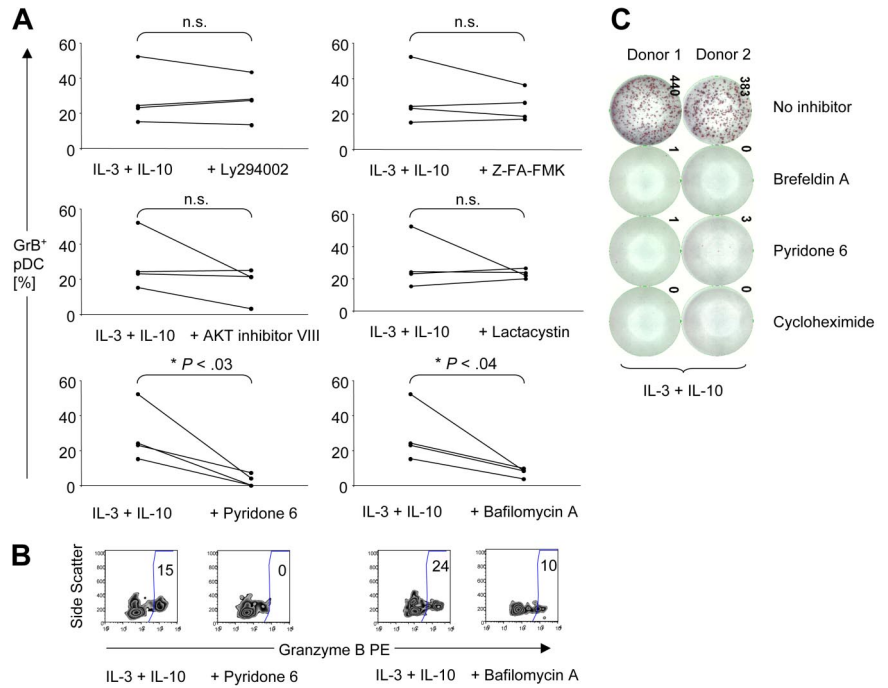 A
C
n.s.
n.s.
Donor 1 Donor 2
60
40
20
0
60
40
20
0
IL-3 + IL-10 + Ly294002
IL-3 + IL-10 + Z-FA-FMK
440 383
No inhibitor
1 0
Brefeldin A
1 3
Pyridone 6
0 0
Cycloheximide
IL-3 + IL-10
GrB+
pDC
[%]
n.s.
n.s.
60
40
20
0
60
40
20
0
IL-3 + IL-10 + AKT inhibitor VIII
IL-3 + IL-10 + Lactacystin
* P < .03
* P < .04
60
40
20
0
60
40
20
0
IL-3 + IL-10 + Pyridone 6
IL-3 + IL-10 + Bafilomycin A
B
Side Scatter
15
0
24
10
Granzyme B PE
IL-3 + IL-10 + Pyridone 6 IL-3 + IL-10 + Bafilomycin A